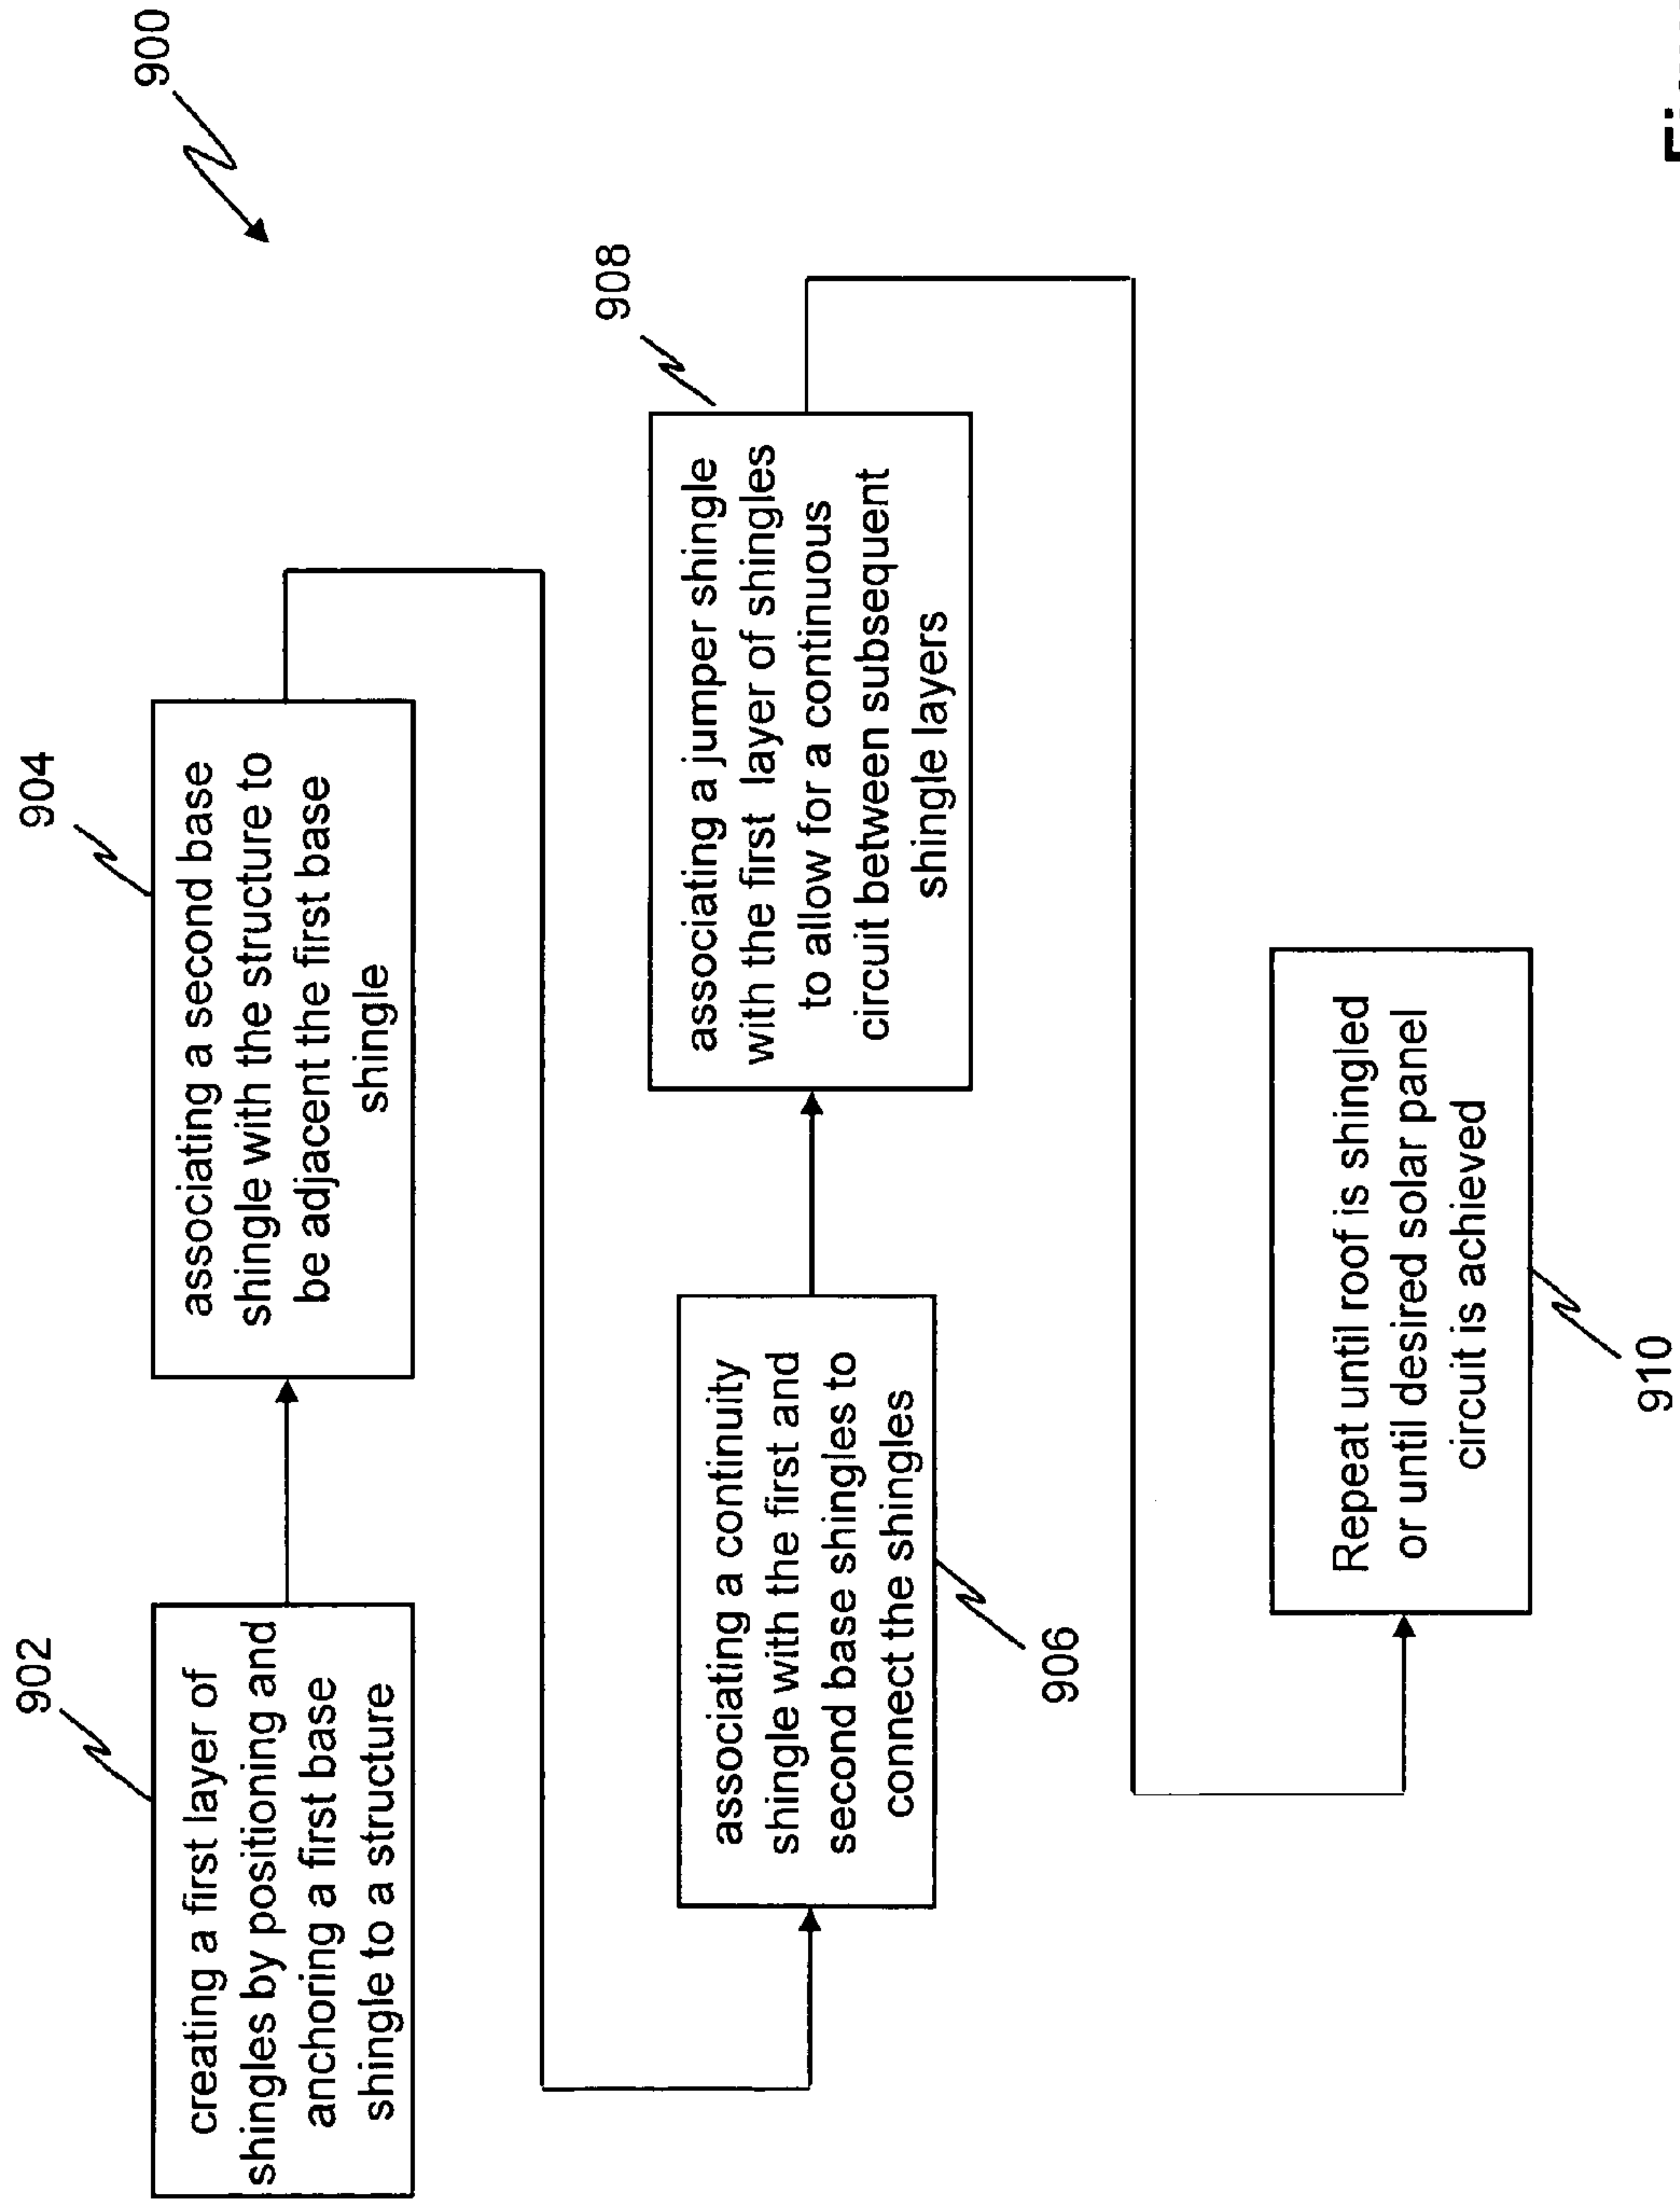 900
902
creating a first layer of
shingles by positioning and
anchoring a first base
shingle to a structure
904
associating a second base
shingle with the structure to
be adjacent the first base
shingle
906
associating a continuity
shingle with the first and
second base shingles to
connect the shingles
908
associating a jumper shingle
with the first layer of shingles
to allow for a continuous
circuit between subsequent
shingle layers
910
Repeat until roof is shingled
or until desired solar panel
circuit is achieved